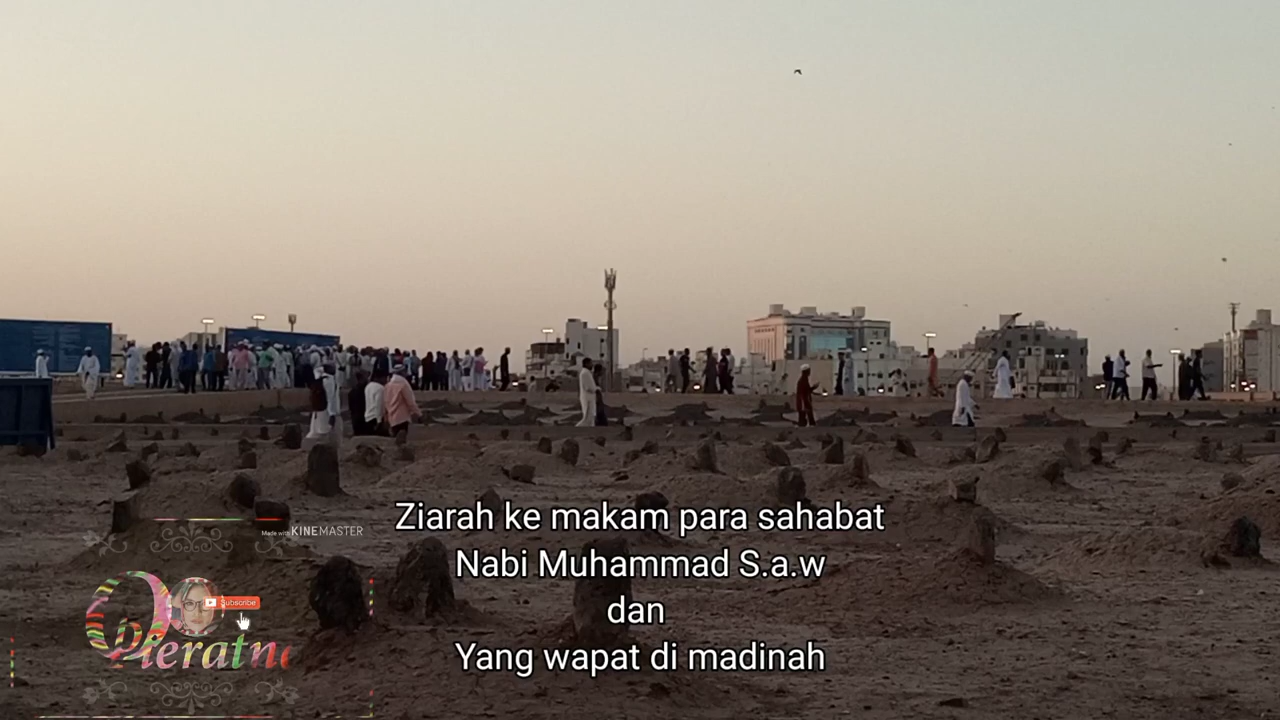 Made with KINEMASTER
Ziarah ke makam para sahabat
Nabi Muhammad S.a.w
dan
Yang wapat di madinah
Subscribe